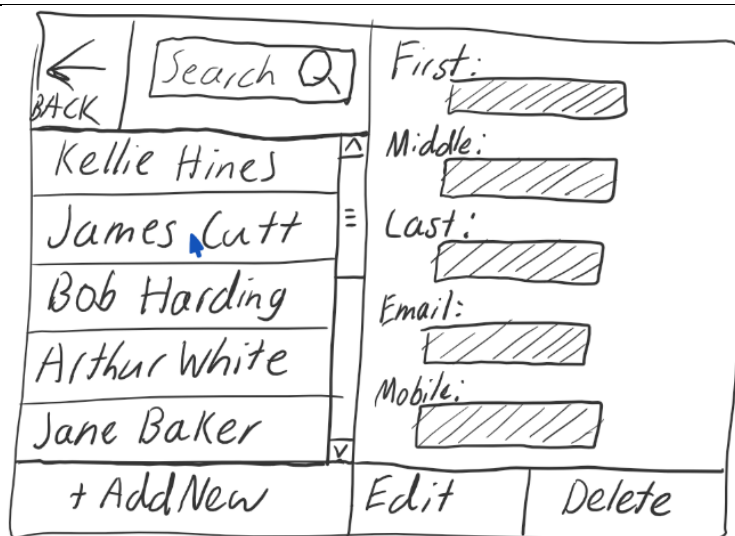 BACK
Search
Kellie Hines
James Cutt
Bob Harding
Arthur White
Jane Baker
+ Add New
First:
Middle:
Last:
Email:
Mobile:
Edit
Delete